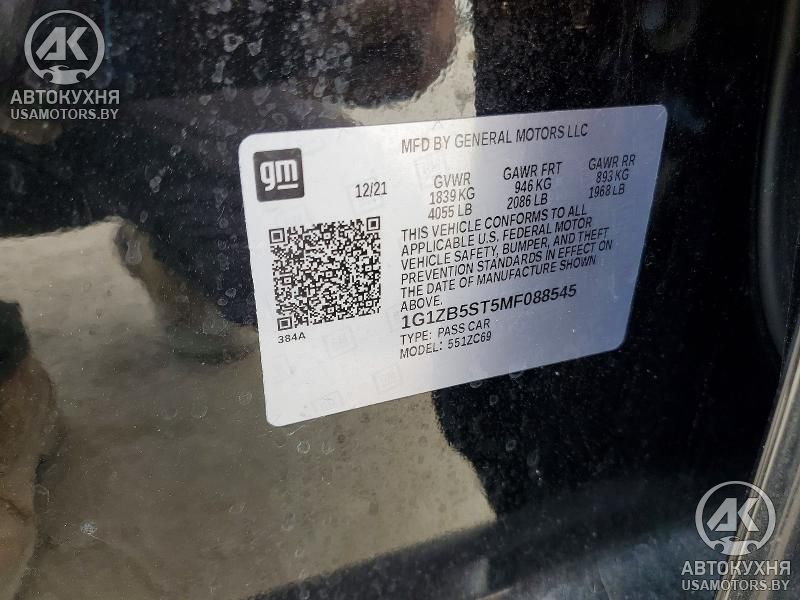 AK
АВТОКУХНЯ
USAMOTORS.BY
MFD BY GENERAL MOTORS LLC
gm
12/21
GVWR GAWR FRT GAWR RR
1839 KG 946 KG 893 KG
4055 LB 2086 LB 1968 LB
THIS VEHICLE CONFORMS TO ALL
APPLICABLE U.S. FEDERAL MOTOR
VEHICLE SAFETY, BUMPER, AND THEFT
PREVENTION STANDARDS IN EFFECT ON
THE DATE OF MANUFACTURE SHOWN
ABOVE.
1G1ZB5ST5MF088545
TYPE: PASS CAR
MODEL: 551ZC69
384A
AK
АВТОКУХНЯ
USAMOTORS.BY